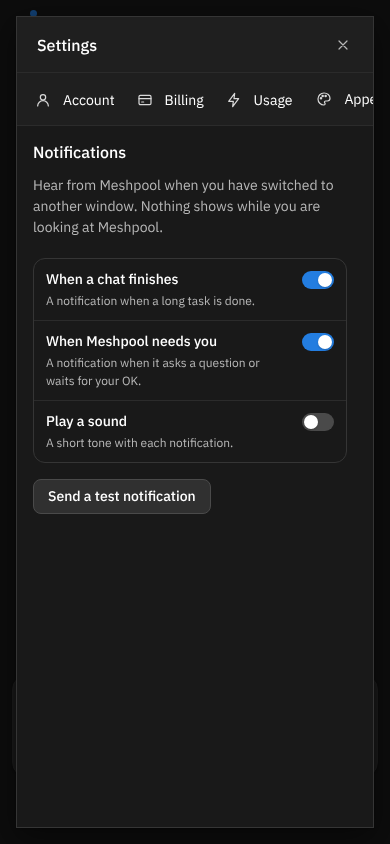 Settings
Account Billing Usage Appe
Notifications
Hear from Meshpool when you have switched to
another window. Nothing shows while you are
looking at Meshpool.
When a chat finishes
A notification when a long task is done.
When Meshpool needs you
A notification when it asks a question or
waits for your OK.
Play a sound
A short tone with each notification.
Send a test notification